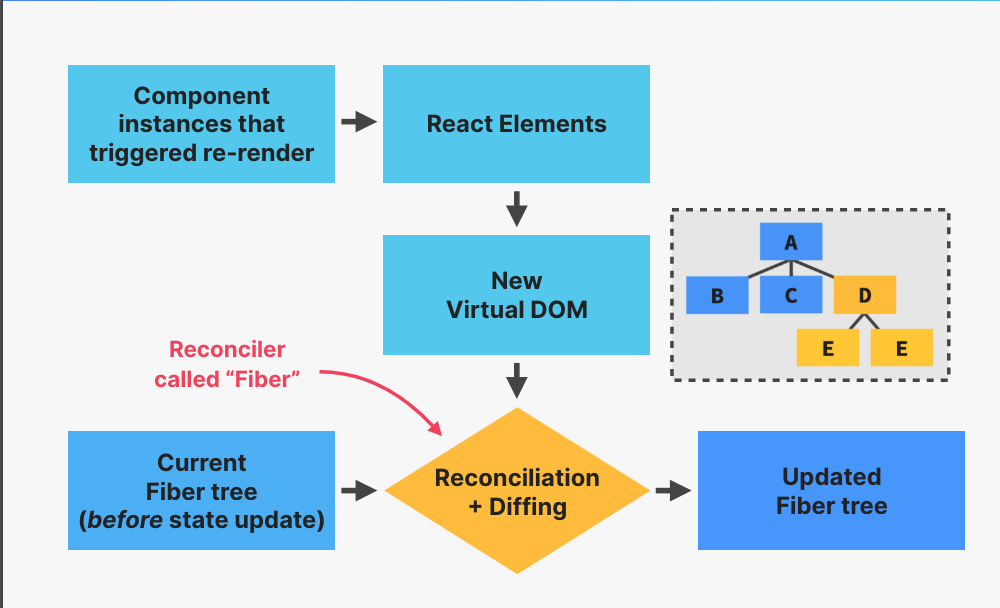 Component
instances that
triggered re-render
React Elements
New
Virtual DOM
A
B
C
D
E
E
Reconciler
called “Fiber”
Current
Fiber tree
(before state update)
Reconciliation
+ Diffing
Updated
Fiber tree